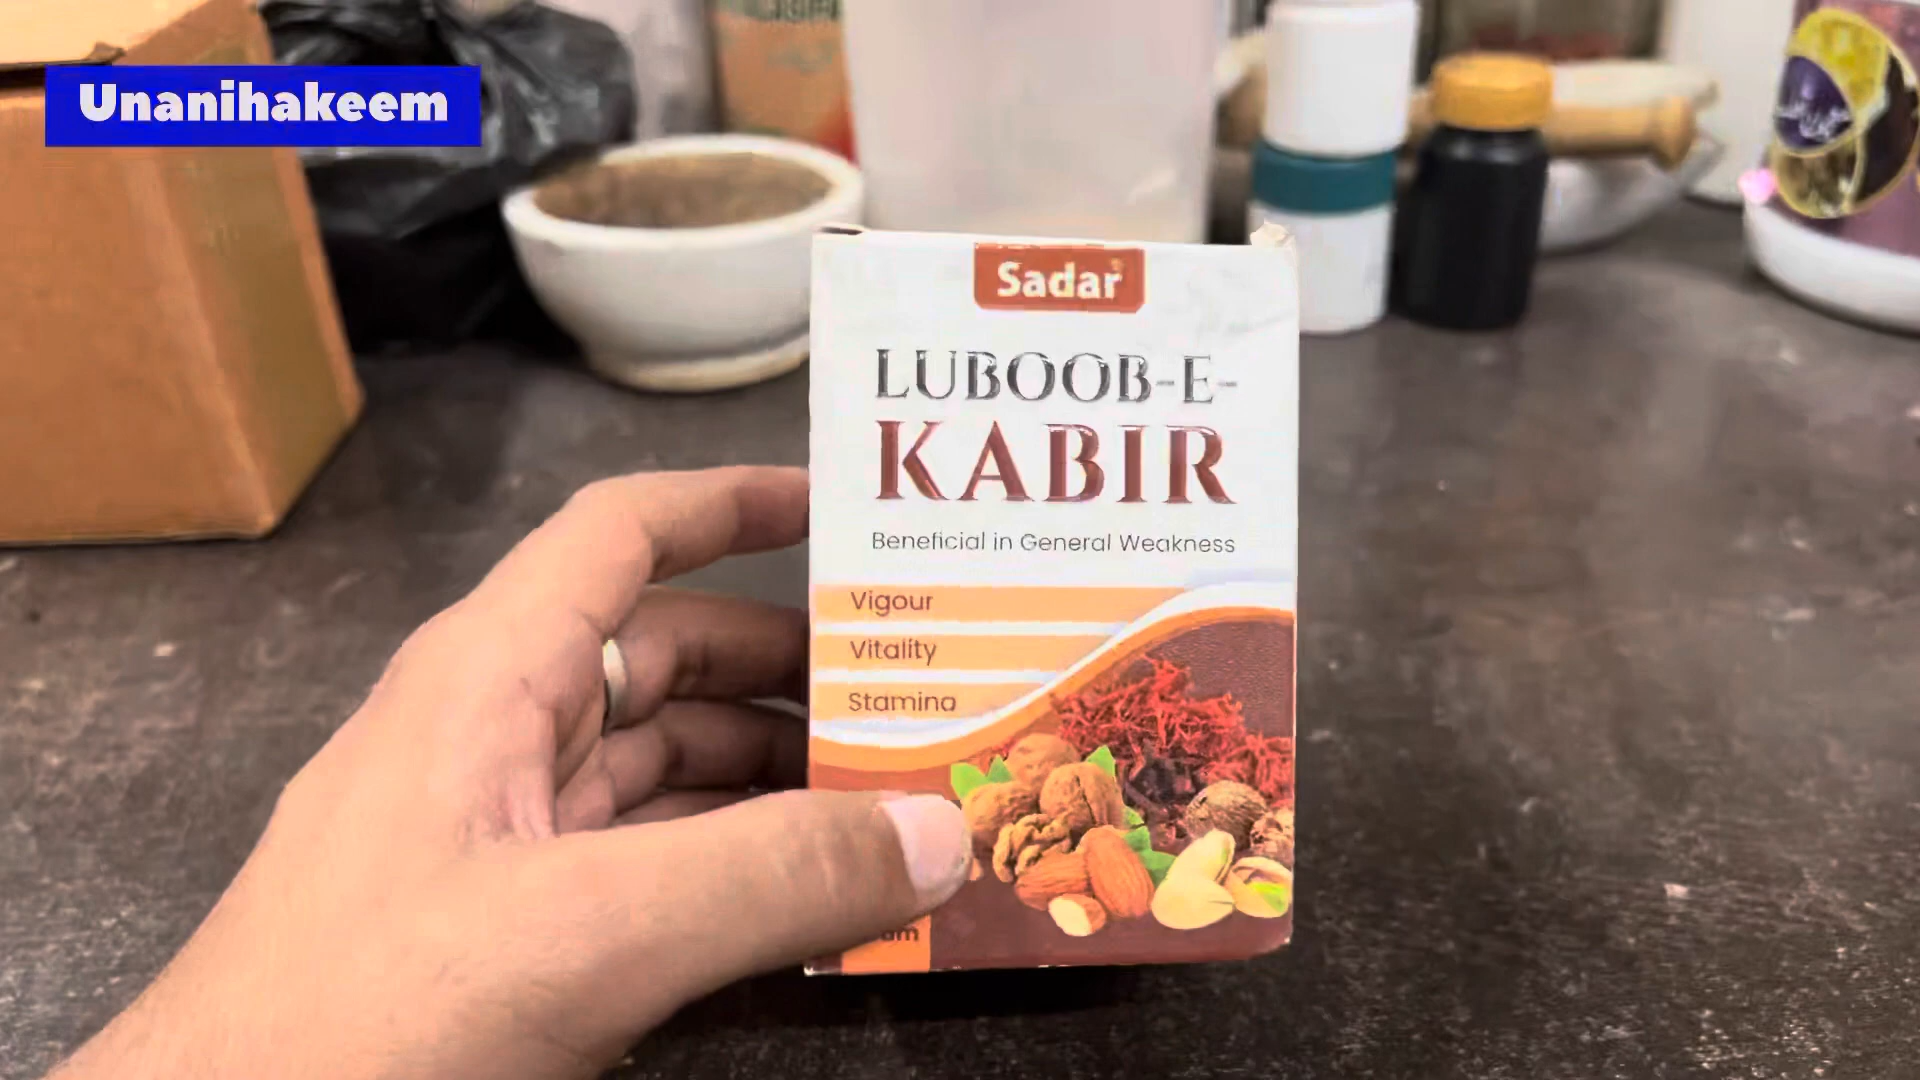 Unanihakeem
Sadar
LUBOOB-E-
KABIR
Beneficial in General Weakness
Vigour
Vitality
Stamina